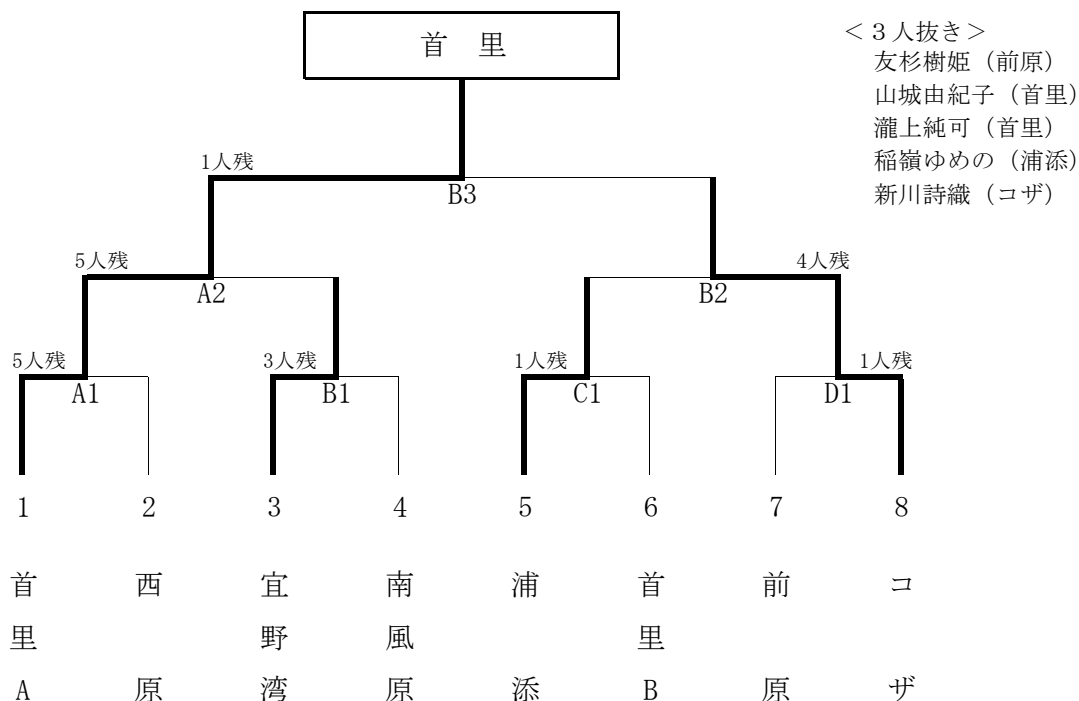 首 里
＜３人抜き＞
友杉樹姫（前原）
山城由紀子（首里）
瀧上純可（首里）
稲嶺ゆめの（浦添）
新川詩織（コザ）
1人残
B3
5人残
4人残
A2
B2
5人残
3人残
1人残
1人残
A1
B1
C1
D1
1 2 3 4 5 6 7 8
首里A
西原
宜野湾
南風原
浦添
首里B
前原
コザ